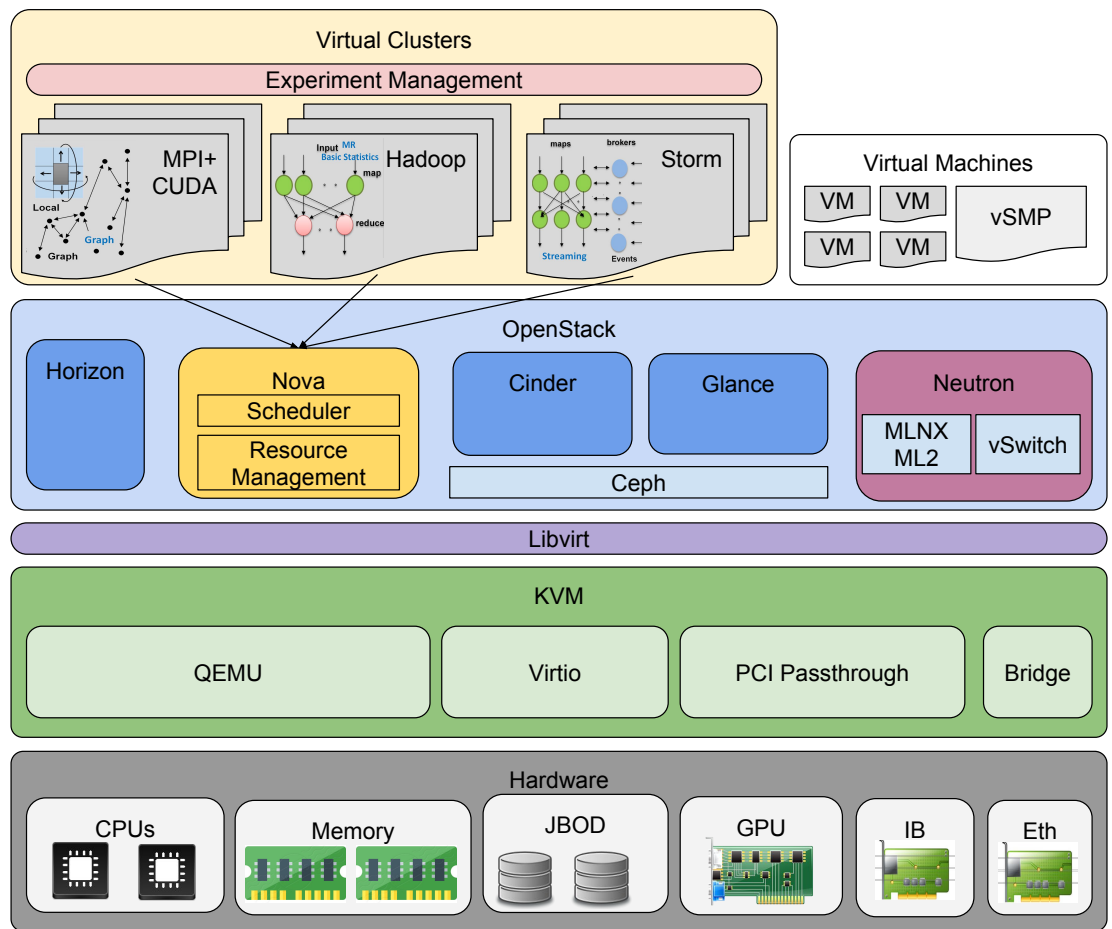 Virtual Clusters
Experiment Management
MPI+
CUDA
Local
Graph
Graph
Hadoop
Input
MR
Basic Statistics
map
reduce
Storm
maps
brokers
Streaming
Events
Virtual Machines
VM
VM
VM
VM
vSMP
OpenStack
Horizon
Nova
Scheduler
Resource
Management
Cinder
Glance
Ceph
Neutron
MLNX
ML2
vSwitch
Libvirt
KVM
QEMU
Virtio
PCI Passthrough
Bridge
Hardware
CPUs
Memory
JBOD
GPU
IB
Eth